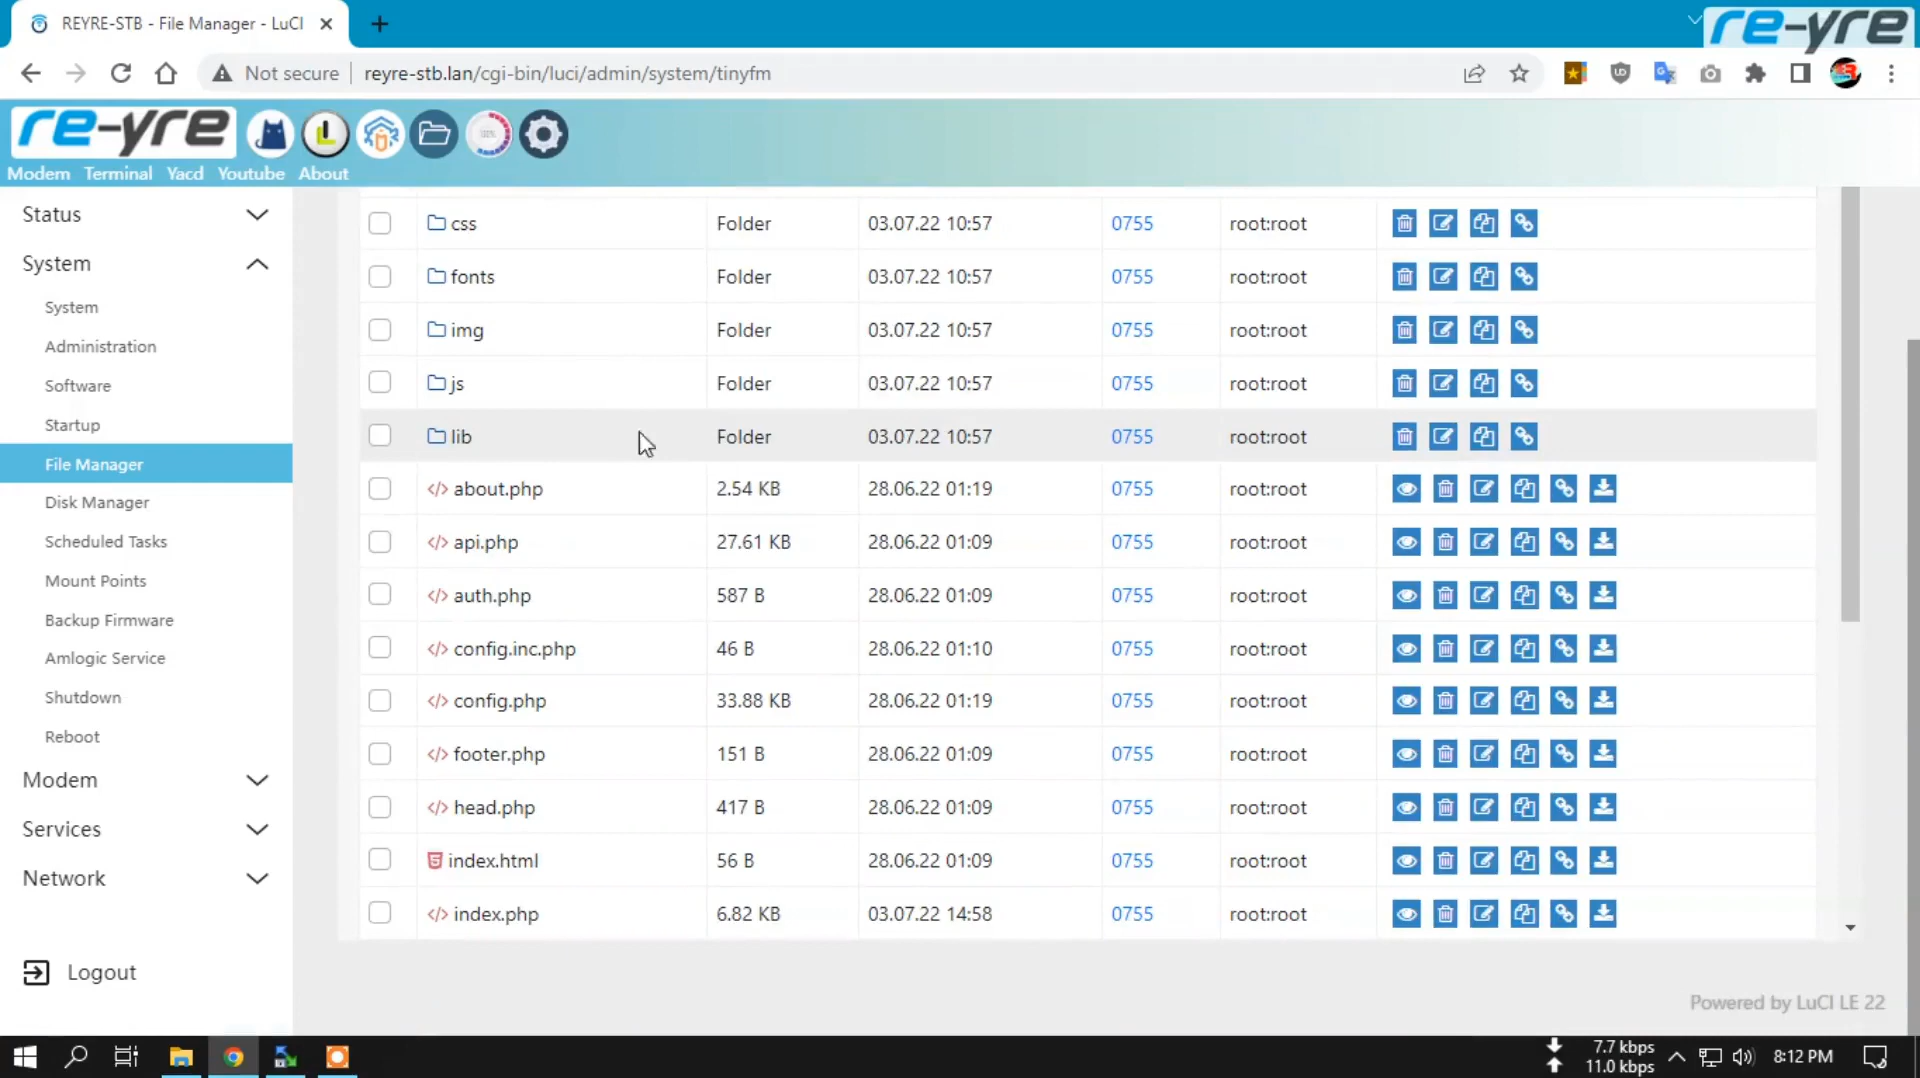 REYRE-STB - File Manager - LuCI
re-yre
Not secure
reyre-stb.lan/cgi-bin/luci/admin/system/tinyfm
re-yre
Modem Terminal Yacd Youtube About
Status
System
System
Administration
Software
Startup
File Manager
Disk Manager
Scheduled Tasks
Mount Points
Backup Firmware
Amlogic Service
Shutdown
Reboot
Modem
Services
Network
Logout
css Folder 03.07.22 10:57 0755 root:root
fonts Folder 03.07.22 10:57 0755 root:root
img Folder 03.07.22 10:57 0755 root:root
js Folder 03.07.22 10:57 0755 root:root
lib Folder 03.07.22 10:57 0755 root:root
about.php 2.54 KB 28.06.22 01:19 0755 root:root
api.php 27.61 KB 28.06.22 01:09 0755 root:root
auth.php 587 B 28.06.22 01:09 0755 root:root
config.inc.php 46 B 28.06.22 01:10 0755 root:root
config.php 33.88 KB 28.06.22 01:19 0755 root:root
footer.php 151 B 28.06.22 01:09 0755 root:root
head.php 417 B 28.06.22 01:09 0755 root:root
index.html 56 B 28.06.22 01:09 0755 root:root
index.php 6.82 KB 03.07.22 14:58 0755 root:root
Powered by LuCI LE 22
7.7 kbps
11.0 kbps
8:12 PM